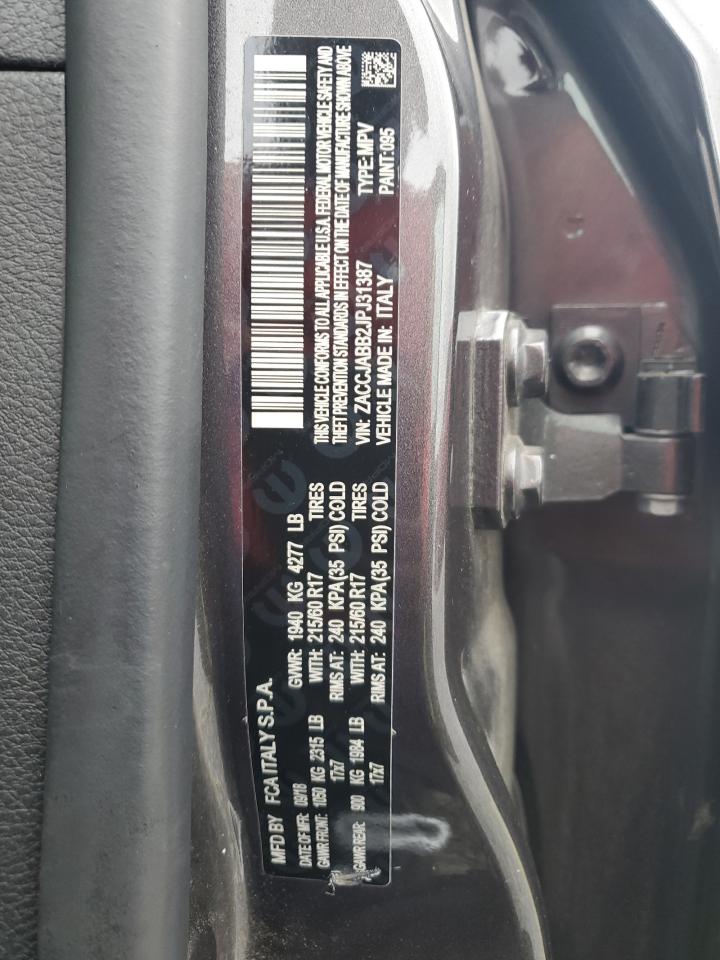 MFD BY FCA ITALY S.P.A.
DATE OF MFR: 09/18 GVWR: 1940 KG 4277 LB
GAWR FRONT: 1050 KG 2315 LB WITH: 215/60 R17 TIRES
17x7 RIMS AT: 240 KPA(35 PSI) COLD
GAWR REAR: 900 KG 1984 LB WITH: 215/60 R17 TIRES
17x7 RIMS AT: 240 KPA(35 PSI) COLD
THIS VEHICLE CONFORMS TO ALL APPLICABLE U.S.A. FEDERAL MOTOR VEHICLE SAFETY AND
THEFT PREVENTION STANDARDS IN EFFECT ON THE DATE OF MANUFACTURE SHOWN ABOVE
VIN: ZACCJABB2JPJ31387 TYPE:MPV
VEHICLE MADE IN: ITALY PAINT:095